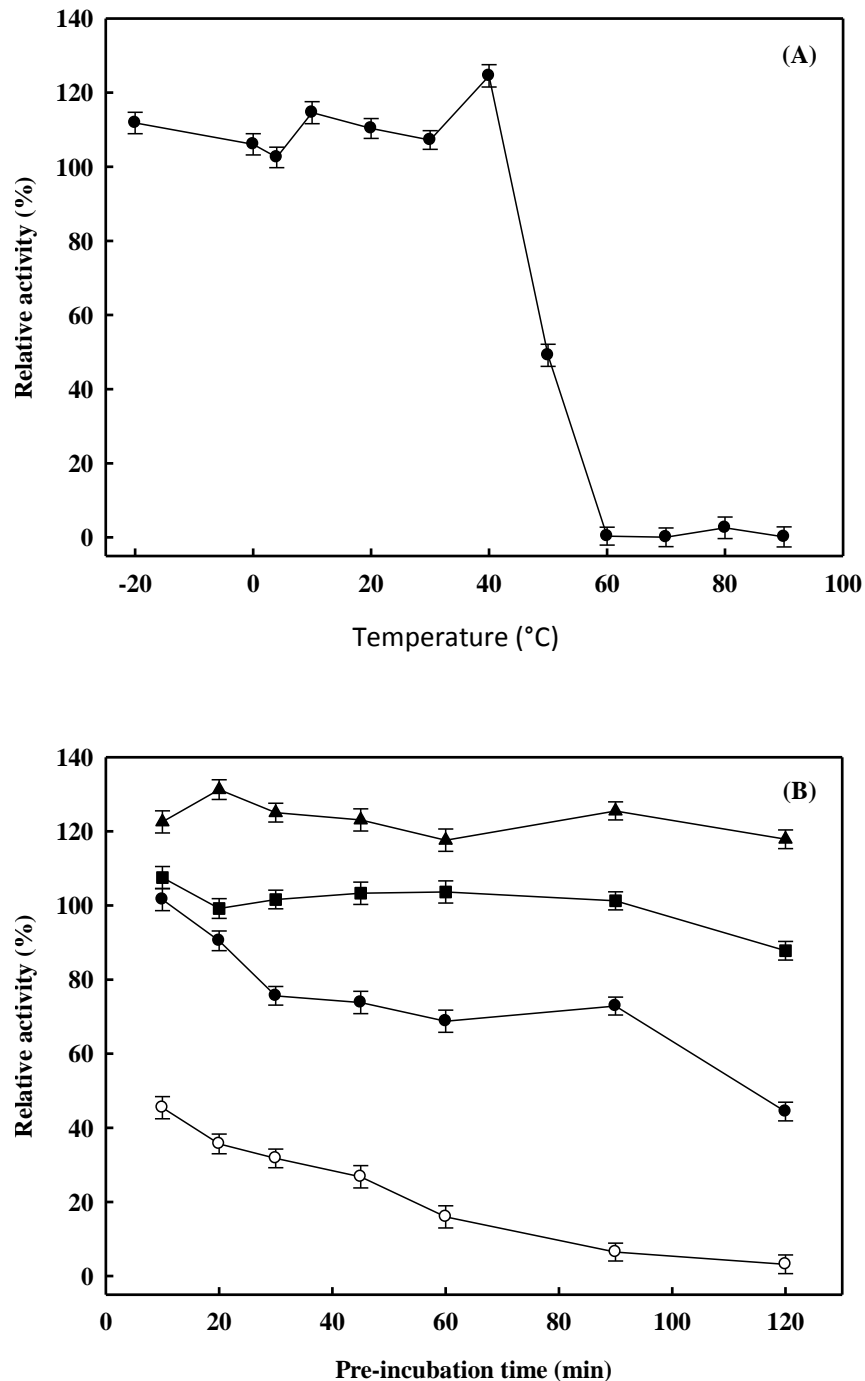 140
(A)
120
100
80
60
40
20
0
Relative activity (%)
-20 0 20 40 60 80 100
Temperature (°C)
140
(B)
120
100
80
60
40
20
0
Relative activity (%)
0 20 40 60 80 100 120
Pre-incubation time (min)